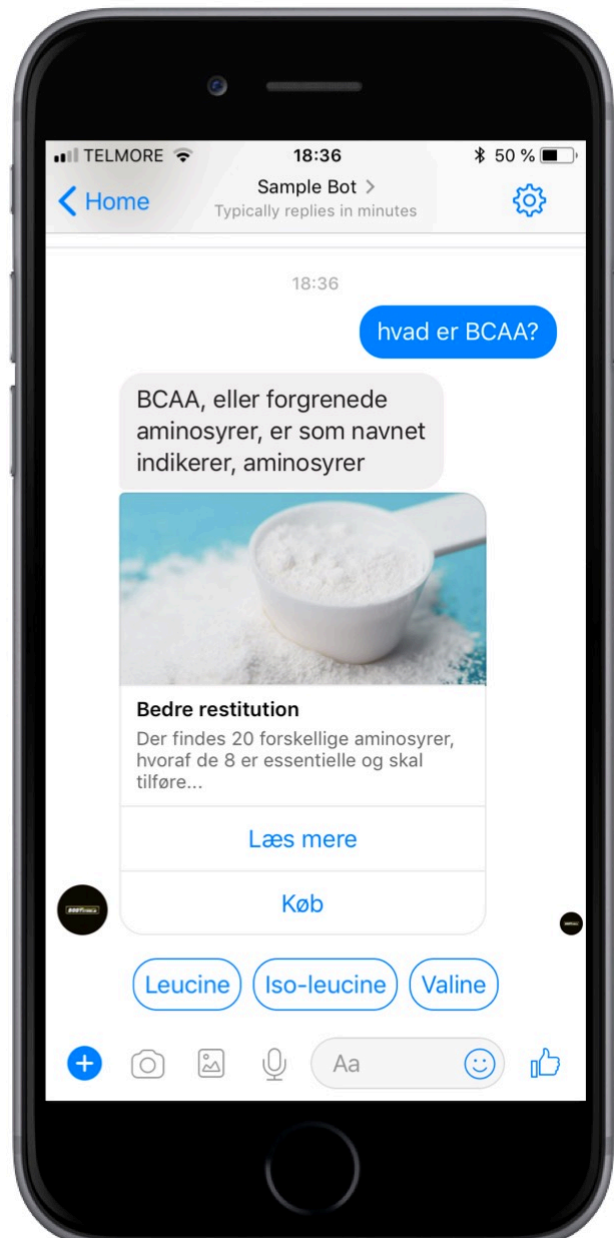 TELMORE 18:36 50 %
Home Sample Bot >
Typically replies in minutes
18:36
hvad er BCAA?
BCAA, eller forgrenede
aminosyrer, er som navnet
indikerer, aminosyrer
Bedre restitution
Der findes 20 forskellige aminosyrer,
hvoraf de 8 er essentielle og skal
tilføre...
Læs mere
Køb
Leucine Iso-leucine Valine
Aa